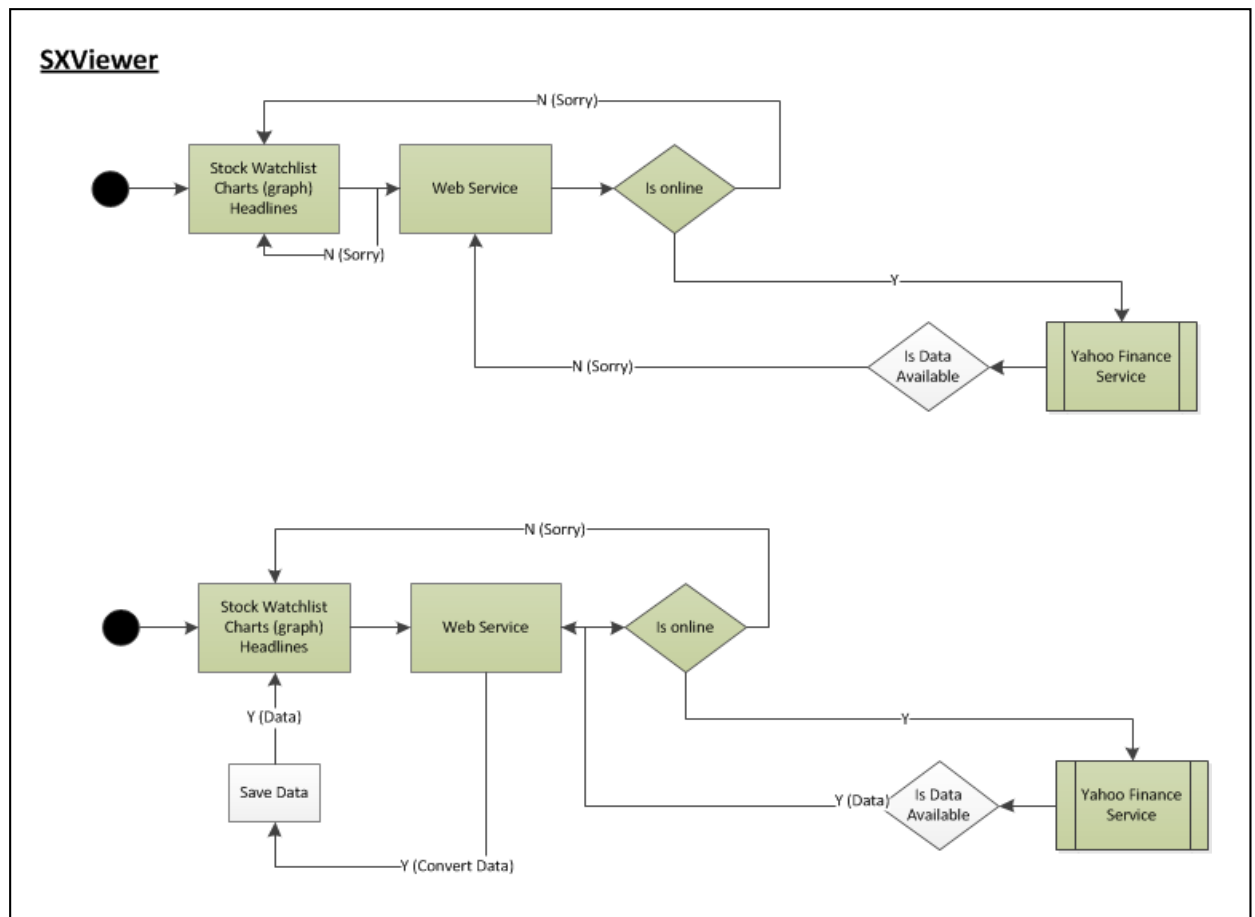 SXViewer
N (Sorry)
Stock Watchlist
Charts (graph)
Headlines
Web Service
Is online
N (Sorry)
Y
Is Data
Available
Yahoo Finance
Service
N (Sorry)
N (Sorry)
Stock Watchlist
Charts (graph)
Headlines
Web Service
Is online
Y (Data)
Y
Save Data
Y (Data)
Is Data
Available
Yahoo Finance
Service
Y (Convert Data)